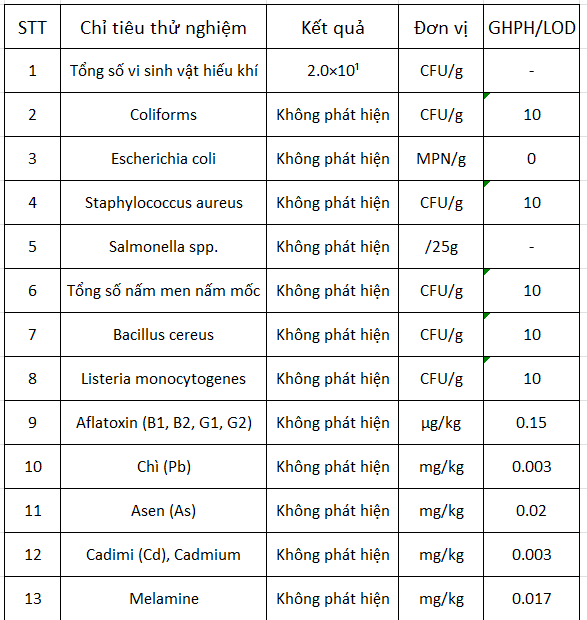 STT Chỉ tiêu thử nghiệm Kết quả Đơn vị GHPH/LOD
1 Tổng số vi sinh vật hiếu khí 2.0×10¹ CFU/g -
2 Coliforms Không phát hiện CFU/g 10
3 Escherichia coli Không phát hiện MPN/g 0
4 Staphylococcus aureus Không phát hiện CFU/g 10
5 Salmonella spp. Không phát hiện /25g -
6 Tổng số nấm men nấm mốc Không phát hiện CFU/g 10
7 Bacillus cereus Không phát hiện CFU/g 10
8 Listeria monocytogenes Không phát hiện CFU/g 10
9 Aflatoxin (B1, B2, G1, G2) Không phát hiện µg/kg 0.15
10 Chì (Pb) Không phát hiện mg/kg 0.003
11 Asen (As) Không phát hiện mg/kg 0.02
12 Cadimi (Cd), Cadmium Không phát hiện mg/kg 0.003
13 Melamine Không phát hiện mg/kg 0.017